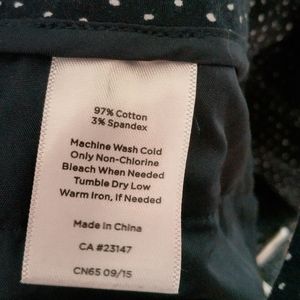 97% Cotton
3% Spandex
Machine Wash Cold
Only Non-Chlorine
Bleach When Needed
Tumble Dry Low
Warm Iron, If Needed
Made in China
CA #23147
CN65 09/15